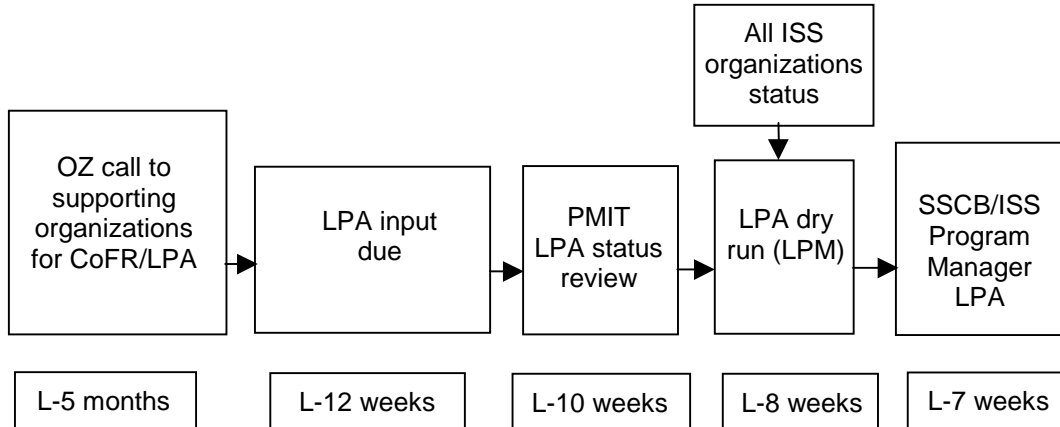 All ISS
organizations
status
OZ call to
supporting
organizations
for CoFR/LPA
LPA input
due
PMIT
LPA status
review
LPA dry
run (LPM)
SSCB/ISS
Program
Manager
LPA
L-5 months
L-12 weeks
L-10 weeks
L-8 weeks
L-7 weeks